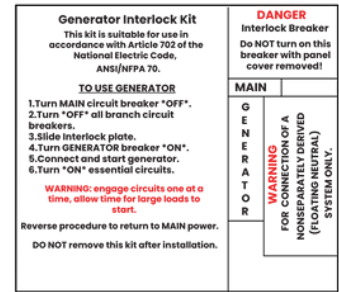 Generator Interlock Kit
This kit is suitable for use in
accordance with Article 702 of the
National Electric Code,
ANSI/NFPA 70.
TO USE GENERATOR
1.Turn MAIN circuit breaker *OFF*.
2.Turn *OFF* all branch circuit
breakers.
3.Slide Interlock plate.
4.Turn GENERATOR breaker *ON*.
5.Connect and start generator.
6.Turn *ON* essential circuits.
WARNING: engage circuits one at a
time, allow time for large loads to
start.
Reverse procedure to return to MAIN power.
DO NOT remove this kit after installation.
DANGER
Interlock Breaker
Do NOT turn on this
breaker with panel
cover removed!
MAIN
GENERATOR
WARNING
FOR CONNECTION OF A
NONSEPARATELY DERIVED
(FLOATING NEUTRAL)
SYSTEM ONLY.